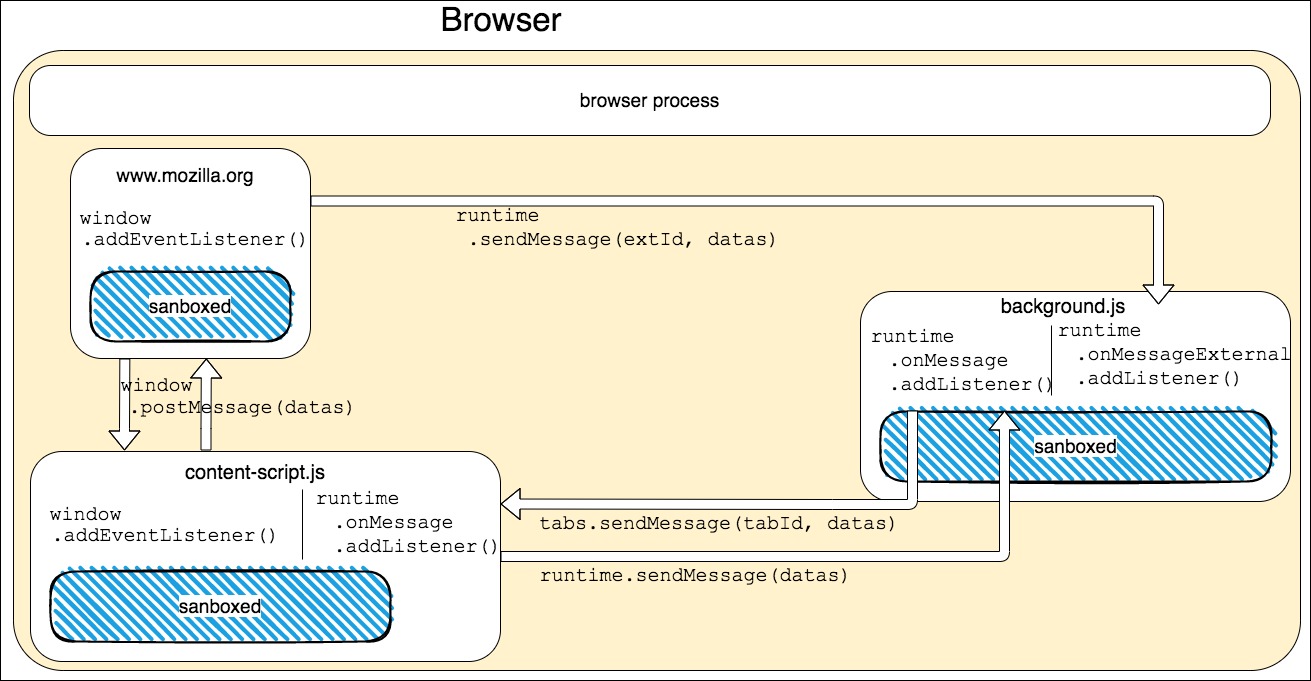 Browser
browser process
www.mozilla.org
window
.addEventListener()
sanboxed
runtime
.sendMessage(extId, datas)
background.js
runtime
.onMessage
.addListener()
runtime
.onMessageExternal
.addListener()
sanboxed
window
.postMessage(datas)
content-script.js
window
.addEventListener()
runtime
.onMessage
.addListener()
sanboxed
tabs.sendMessage(tabId, datas)
runtime.sendMessage(datas)